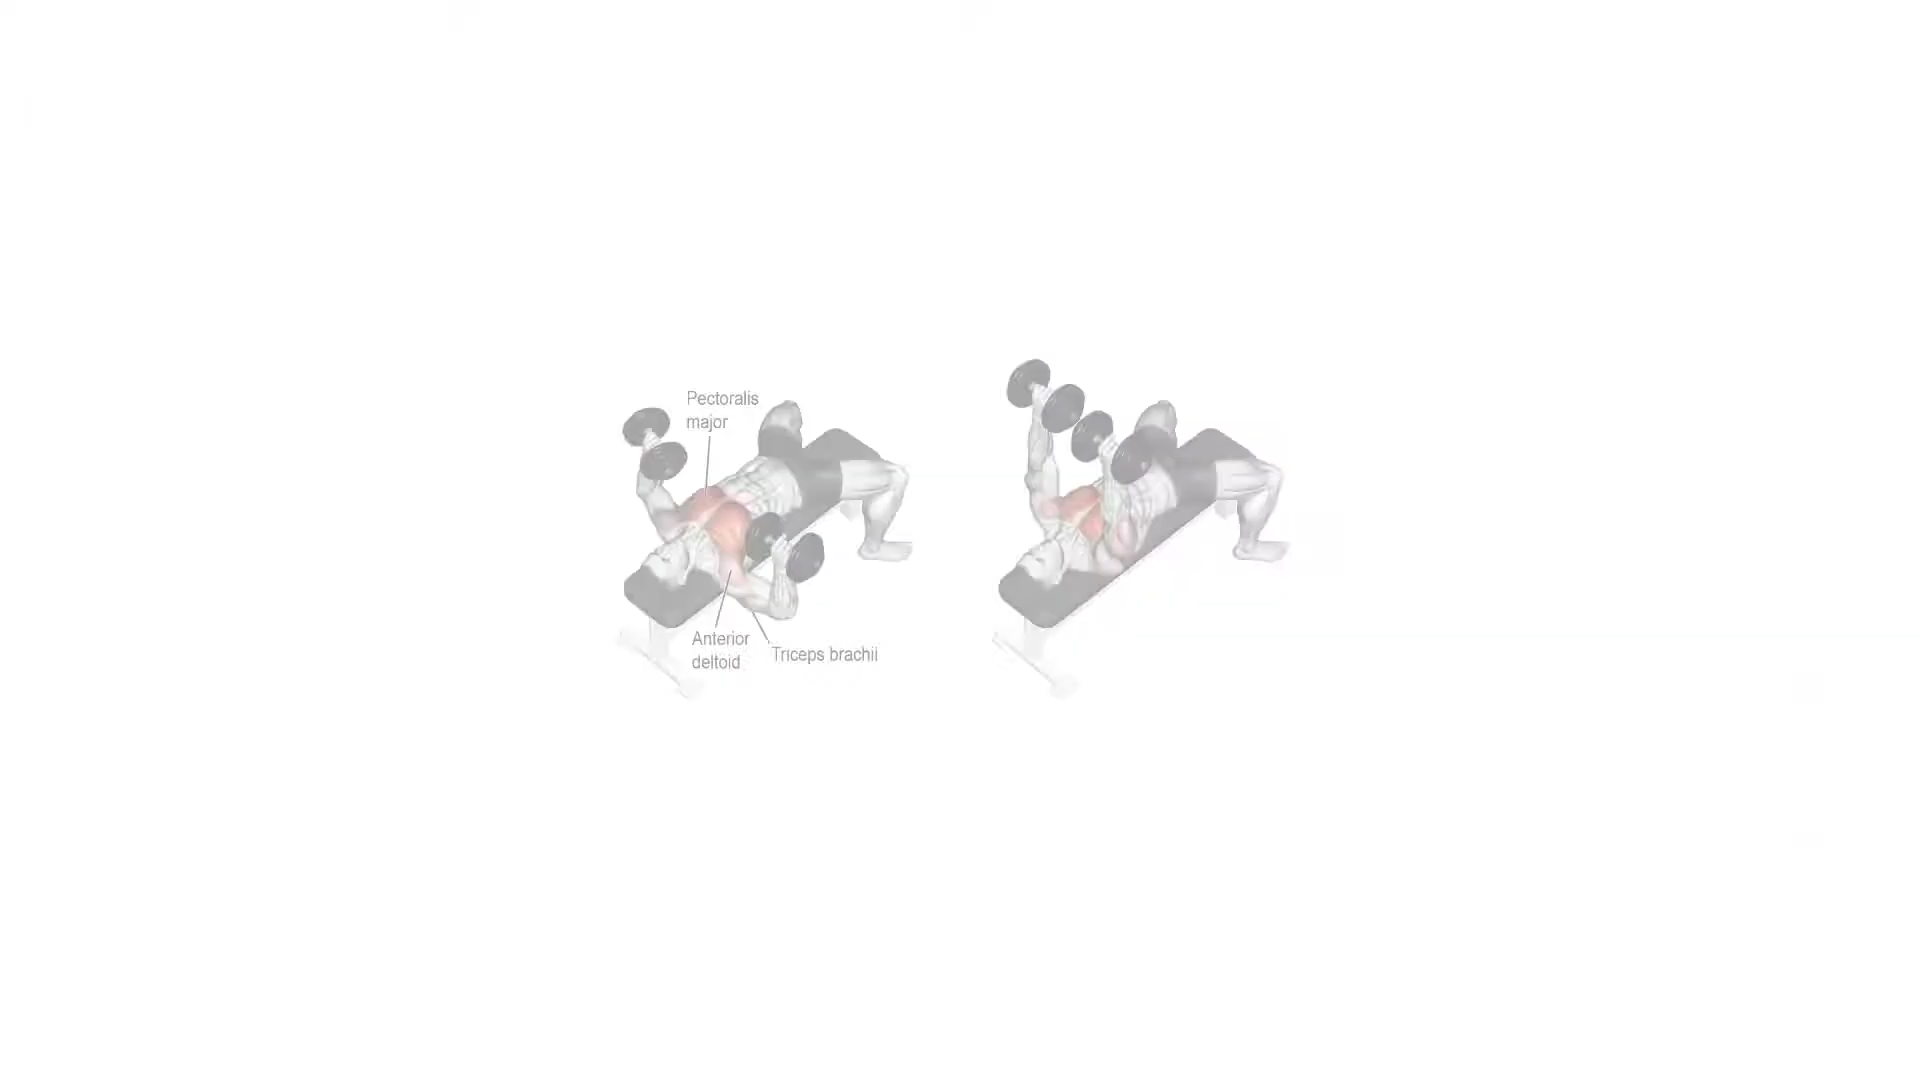 Pectoralis
major
Anterior
deltoid
Triceps brachii